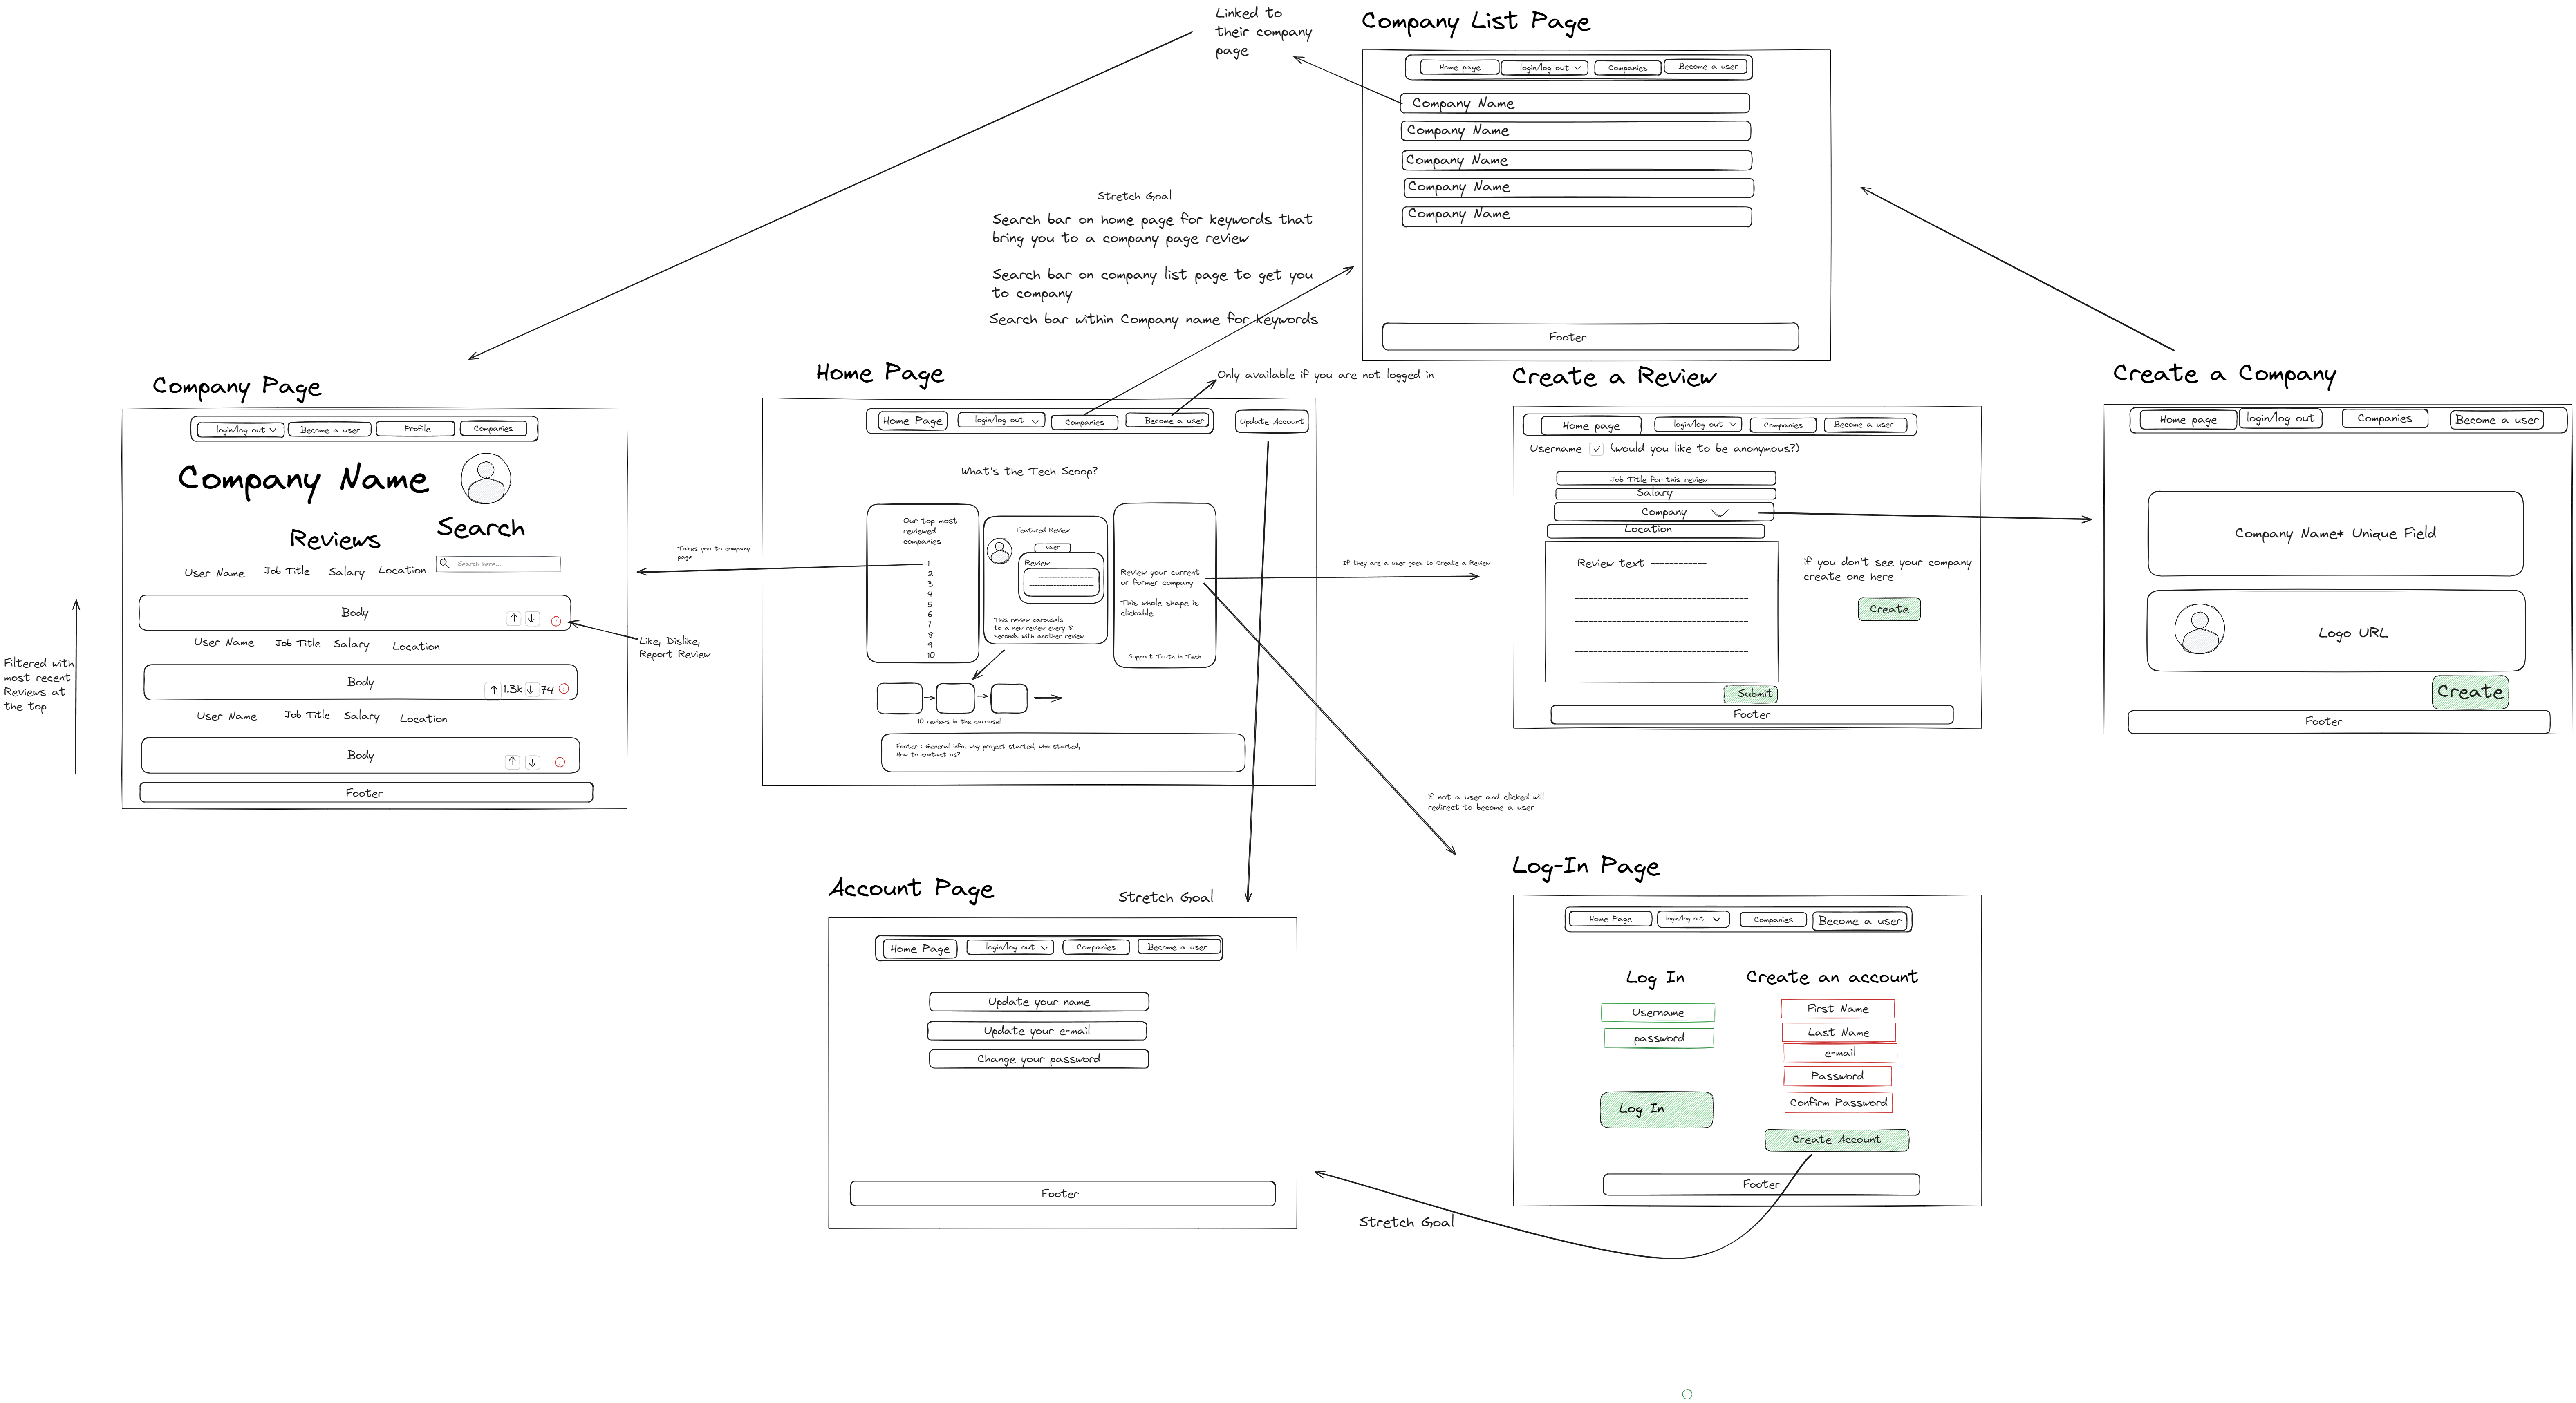 Linked to
their company
page
Company List Page
Home page
login/log out
Companies
Become a user
Company Name
Company Name
Company Name
Company Name
Company Name
Footer
Stretch Goal
Search bar on home page for keywords that
bring you to a company page review
Search bar on company list page to get you
to company
Search bar within Company name for keywords
Company Page
login/log out
Become a user
Profile
Companies
Company Name
Reviews
Search
Search here...
User Name
Job Title
Salary
Location
Body
User Name
Job Title
Salary
Location
Body
1.3k
74
User Name
Job Title
Salary
Location
Body
Footer
Filtered with
most recent
Reviews at
the top
Like, Dislike,
Report Review
Home Page
Only available if you are not logged in
Home Page
login/log out
Companies
Become a user
Update Account
What's the Tech Scoop?
Our top most
reviewed
companies
1
2
3
4
5
6
7
8
9
10
Featured Review
user
Review
This review carousels
to a new review every 8
seconds with another review
Review your current
or former company
This whole shape is
clickable
Support Truth in Tech
10 reviews in the carousel
Footer : General info, why project started, who started,
How to contact us?
Takes you to company
page
If they are a user goes to Create a Review
if not a user and clicked will
redirect to become a user
Create a Review
Home page
login/log out
Companies
Become a user
Username
(would you like to be anonymous?)
Job Title for this review
Salary
Company
Location
Review text ------------
if you don't see your company
create one here
Create
Submit
Footer
Create a Company
Home page
login/log out
Companies
Become a user
Company Name* Unique Field
Logo URL
Create
Footer
Account Page
Stretch Goal
Home Page
login/log out
Companies
Become a user
Update your name
Update your e-mail
Change your password
Footer
Log-In Page
Home Page
login/log out
Companies
Become a user
Log In
Username
password
Log In
Create an account
First Name
Last Name
e-mail
Password
Confirm Password
Create Account
Footer
Stretch Goal